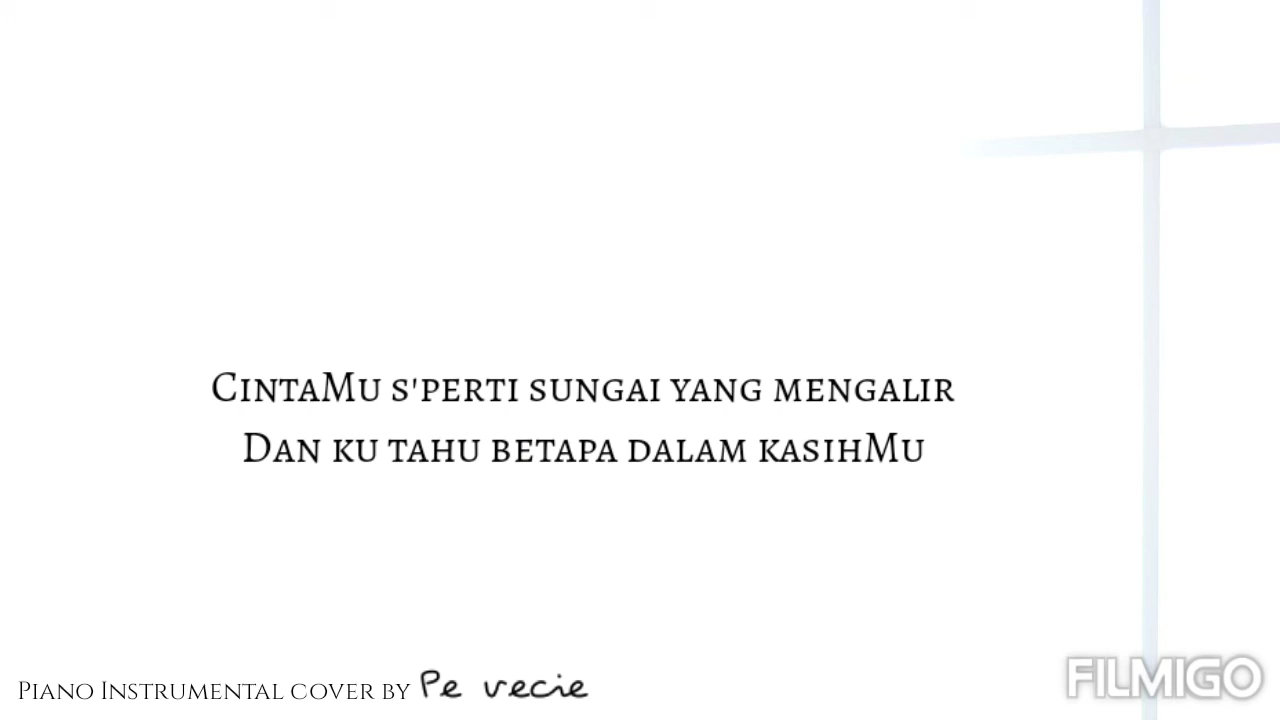 CintaMu s'perti sungai yang mengalir
Dan ku tahu betapa dalam kasihMu
Piano Instrumental cover by Pe vecie
FILMIGO